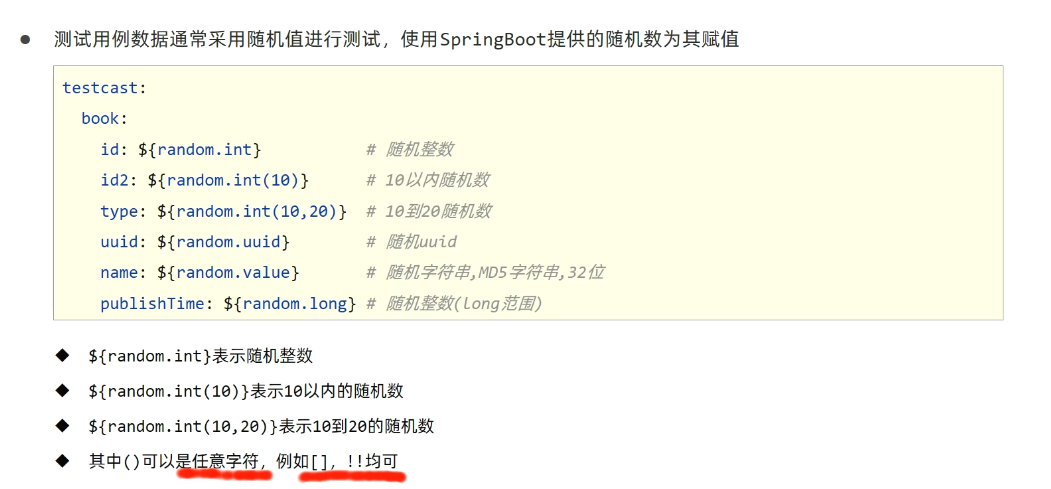 ● 测试用例数据通常采用随机值进行测试，使用SpringBoot提供的随机数为其赋值
testcast:
  book:
    id: ${random.int}           # 随机整数
    id2: ${random.int(10)}      # 10以内随机数
    type: ${random.int(10,20)}  # 10到20随机数
    uuid: ${random.uuid}        # 随机uuid
    name: ${random.value}       # 随机字符串,MD5字符串,32位
    publishTime: ${random.long} # 随机整数(long范围)
◆ ${random.int}表示随机整数
◆ ${random.int(10)}表示10以内的随机数
◆ ${random.int(10,20)}表示10到20的随机数
◆ 其中()可以是任意字符，例如[]，!!均可